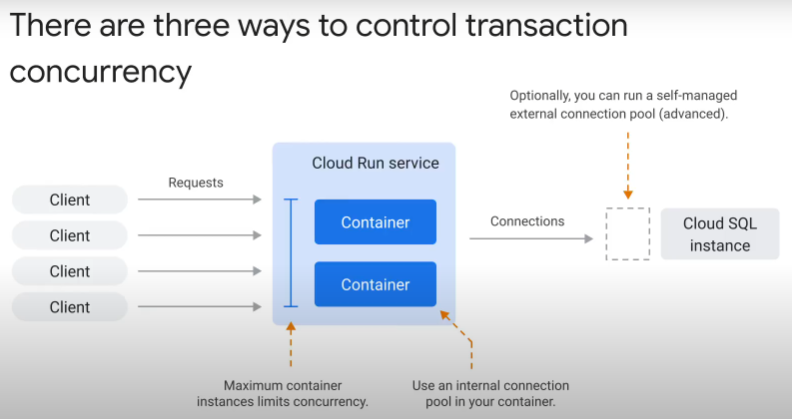 There are three ways to control transaction
concurrency
Optionally, you can run a self-managed
external connection pool (advanced).
Cloud Run service
Requests
Client
Client
Client
Client
Container
Container
Connections
Cloud SQL
instance
Maximum container
instances limits concurrency.
Use an internal connection
pool in your container.